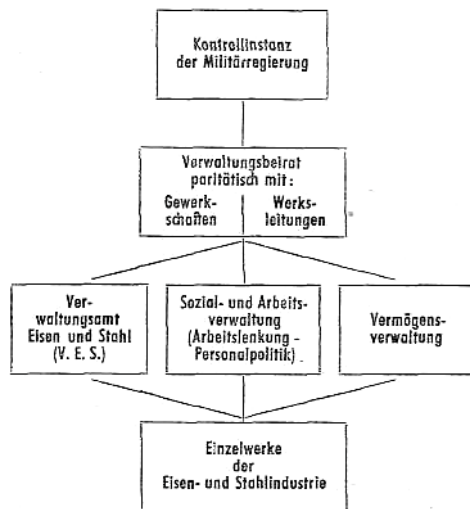 Kontrollinstanz
der Militärregierung
Verwaltungsbeirat
paritätisch mit:
Gewerk-
schaften
Werks-
leitungen
Ver-
waltungsamt
Eisen und Stahl
(V. E. S.)
Sozial- und Arbeits-
verwaltung
(Arbeitslenkung -
Personalpolitik)
Vermögens-
verwaltung
Einzelwerke
der
Eisen- und Stahlindustrie